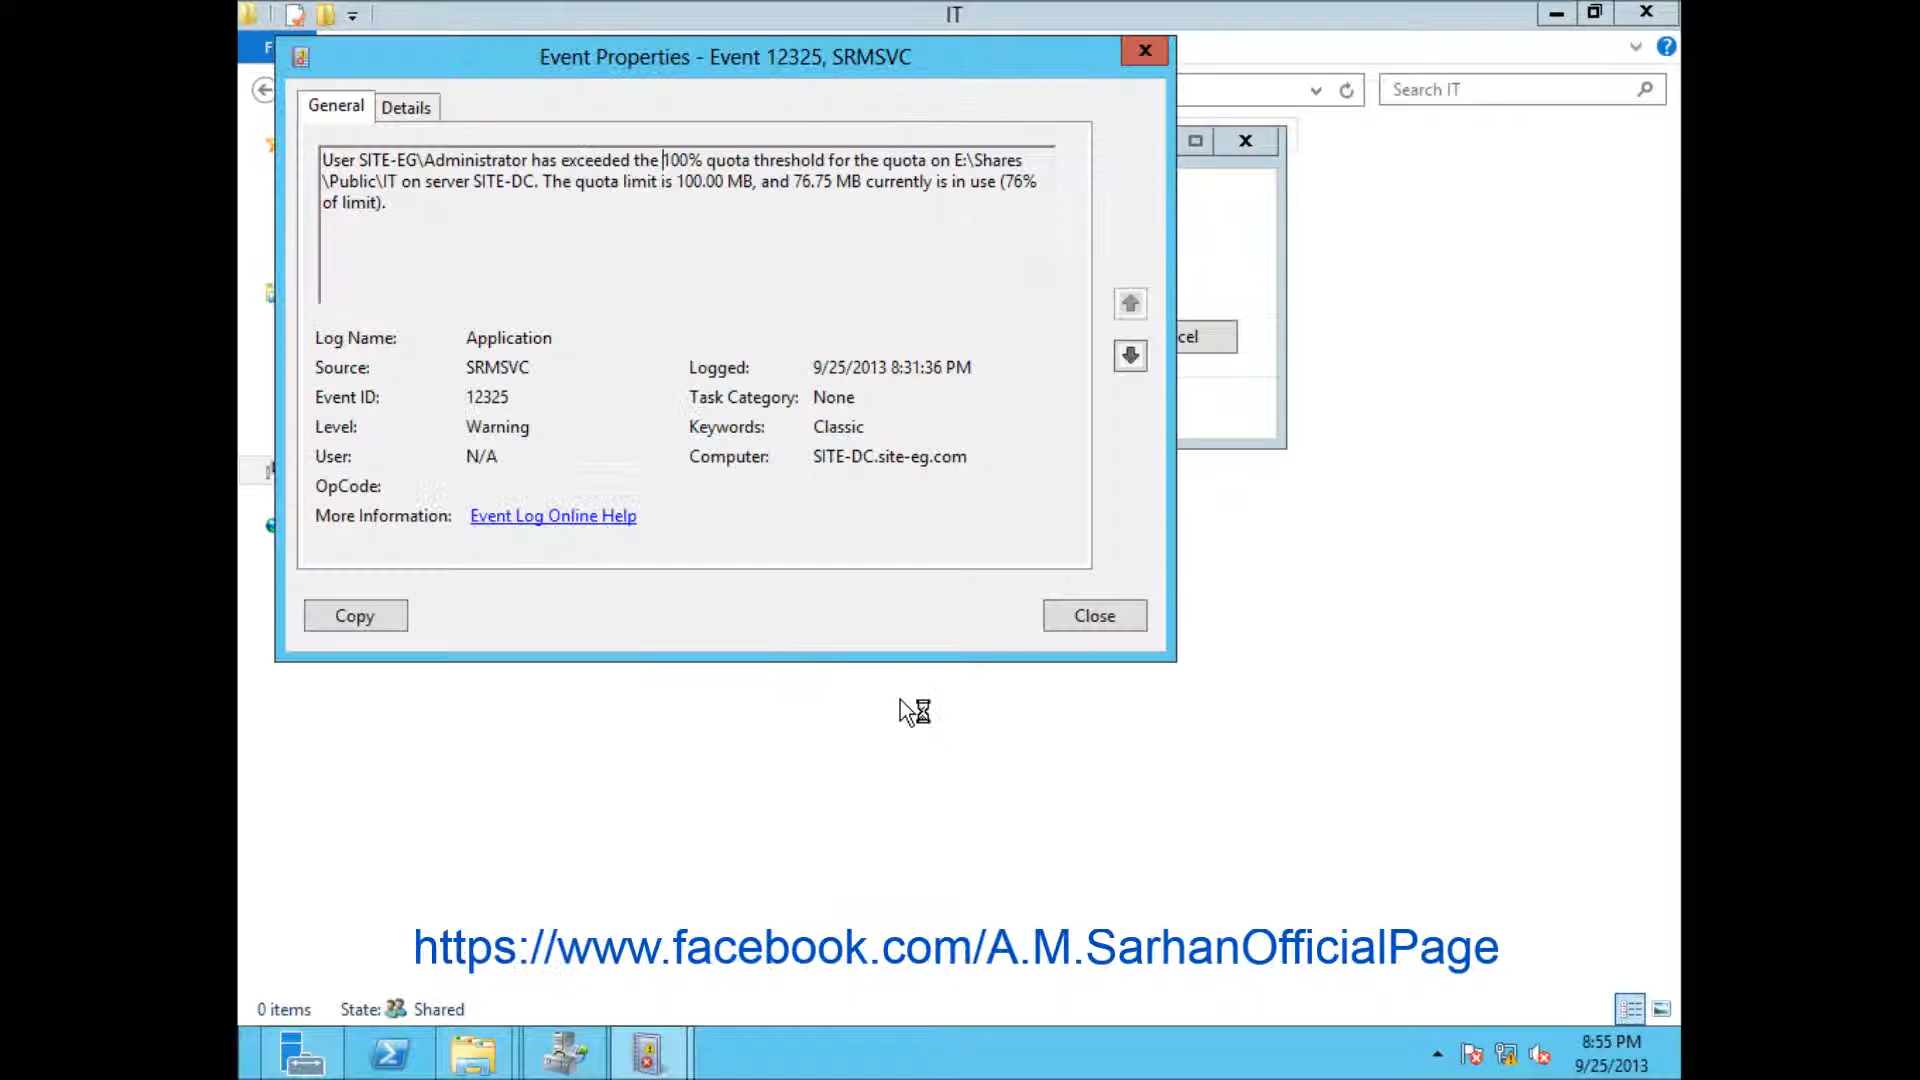 IT
F
Event Properties - Event 12325, SRMSVC
Search IT
General
Details
User SITE-EG\Administrator has exceeded the 100% quota threshold for the quota on E:\Shares
\Public\IT on server SITE-DC. The quota limit is 100.00 MB, and 76.75 MB currently is in use (76%
of limit).
cel
Log Name: Application
Source: SRMSVC Logged: 9/25/2013 8:31:36 PM
Event ID: 12325 Task Category: None
Level: Warning Keywords: Classic
User: N/A Computer: SITE-DC.site-eg.com
OpCode:
More Information: Event Log Online Help
Copy Close
https://www.facebook.com/A.M.SarhanOfficialPage
0 items State: Shared
8:55 PM
9/25/2013